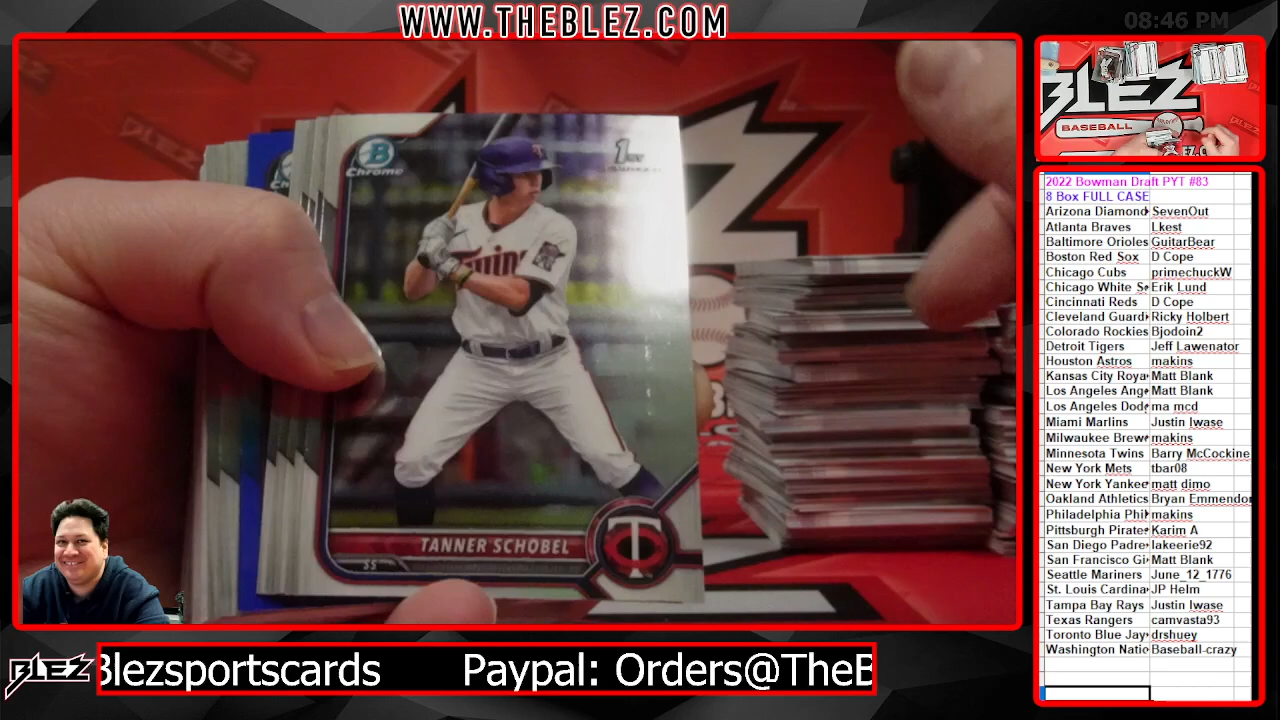 WWW.THEBLEZ.COM
08:46 PM
BLEZ
BASEBALL
B
Chrome
1
Twins
TANNER SCHOBEL
SS
T
C
2022 Bowman Draft PYT #83
8 Box FULL CASE
Arizona Diamond SevenOut
Atlanta Braves Lkest
Baltimore Orioles GuitarBear
Boston Red Sox D Cope
Chicago Cubs primechuckW
Chicago White S Erik Lund
Cincinnati Reds D Cope
Cleveland Guard Ricky Holbert
Colorado Rockies Bjodoin2
Detroit Tigers Jeff Lawenator
Houston Astros makins
Kansas City Roya Matt Blank
Los Angeles Ang Matt Blank
Los Angeles Dod ma mcd
Miami Marlins Justin Iwase
Milwaukee Brew makins
Minnesota Twins Barry McCockine
New York Mets tbar08
New York Yankee matt dimo
Oakland Athletics Bryan Emmendor
Philadelphia Phi makins
Pittsburgh Pirate Karim A
San Diego Padre lakeerie92
San Francisco Gi Matt Blank
Seattle Mariners June_12_1776
St. Louis Cardina JP Helm
Tampa Bay Rays Justin Iwase
Texas Rangers camvasta93
Toronto Blue Jay drshuey
Washington Natio Baseball-crazy
BLEZ
Blezsportscards Paypal: Orders@TheB